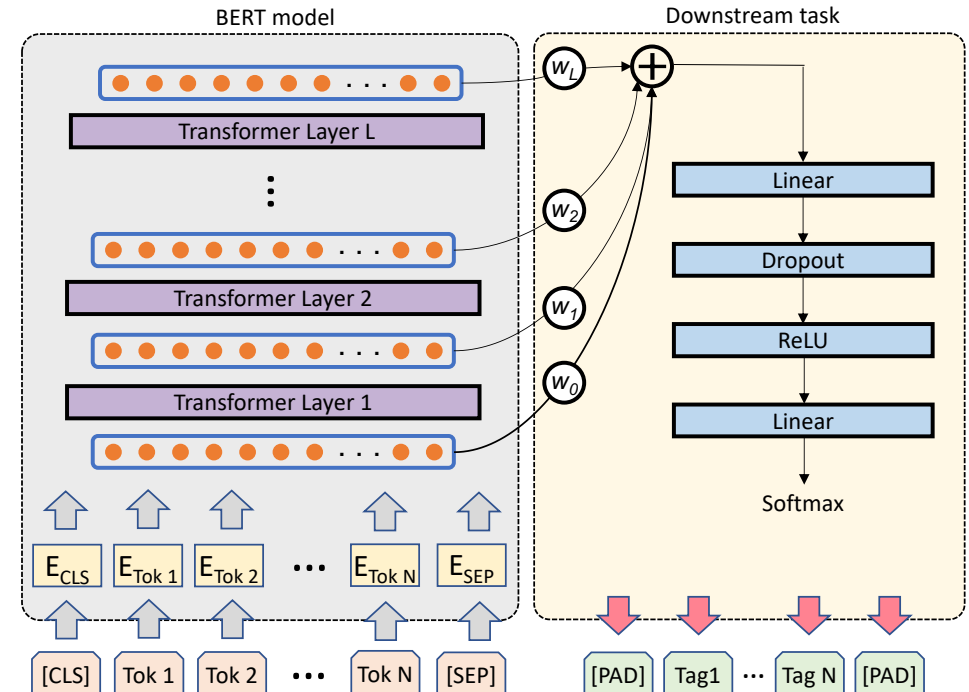 BERT model
Downstream task
w_L
Transformer Layer L
Linear
w_2
Dropout
Transformer Layer 2
w_1
ReLU
w_0
Transformer Layer 1
Linear
Softmax
E_CLS E_Tok 1 E_Tok 2 ... E_Tok N E_SEP
[CLS] Tok 1 Tok 2 ... Tok N [SEP]
[PAD] Tag1 ... Tag N [PAD]